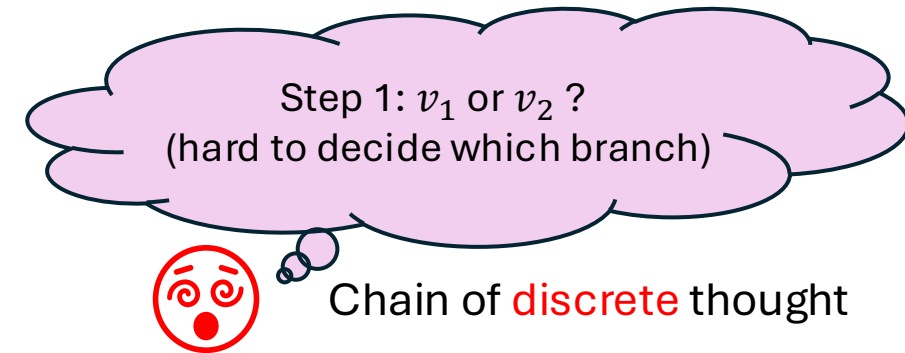 Step 1: v₁ or v₂ ?
(hard to decide which branch)
Chain of discrete thought